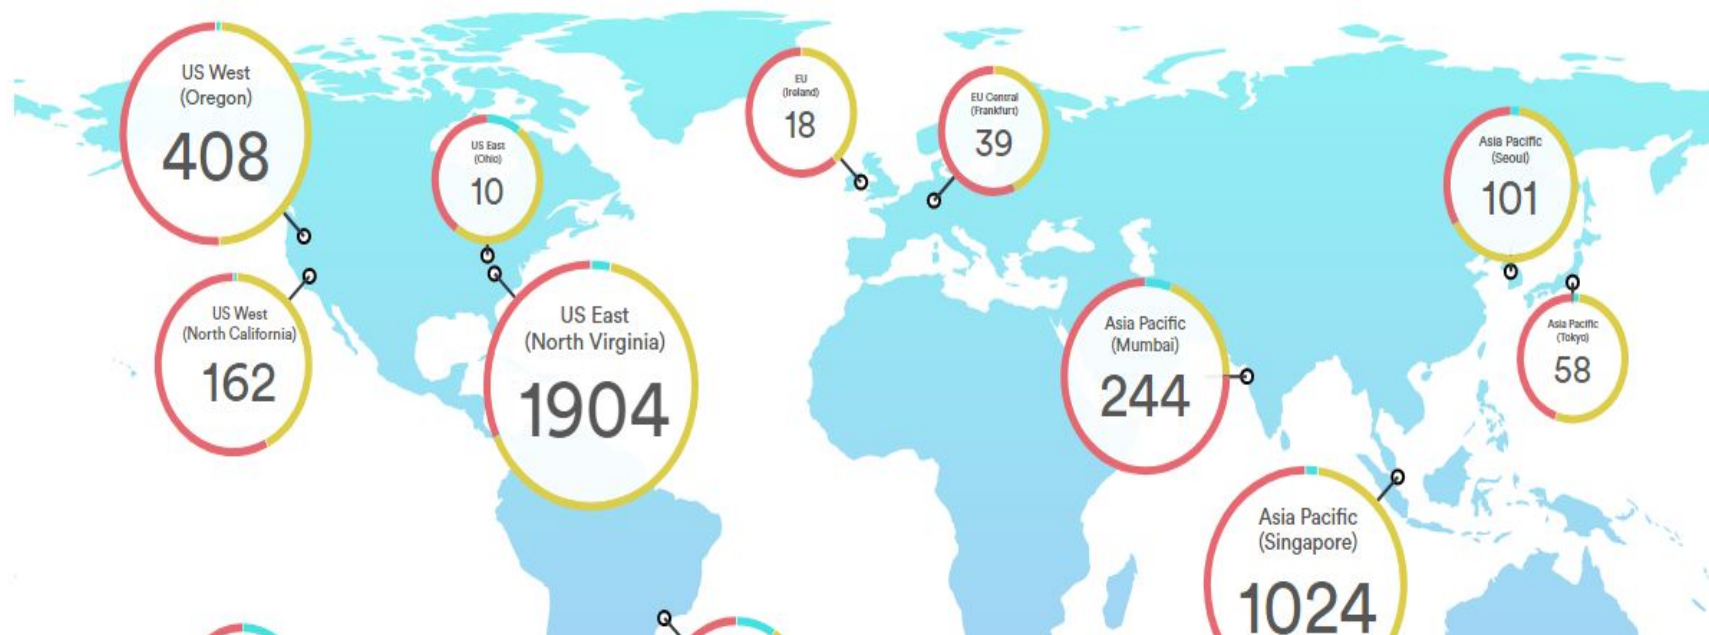 US West
(Oregon)
408
US East
(Ohio)
10
EU
(Ireland)
18
EU Central
(Frankfurt)
39
Asia Pacific
(Seoul)
101
US West
(North California)
162
US East
(North Virginia)
1904
Asia Pacific
(Mumbai)
244
Asia Pacific
(Tokyo)
58
Asia Pacific
(Singapore)
1024